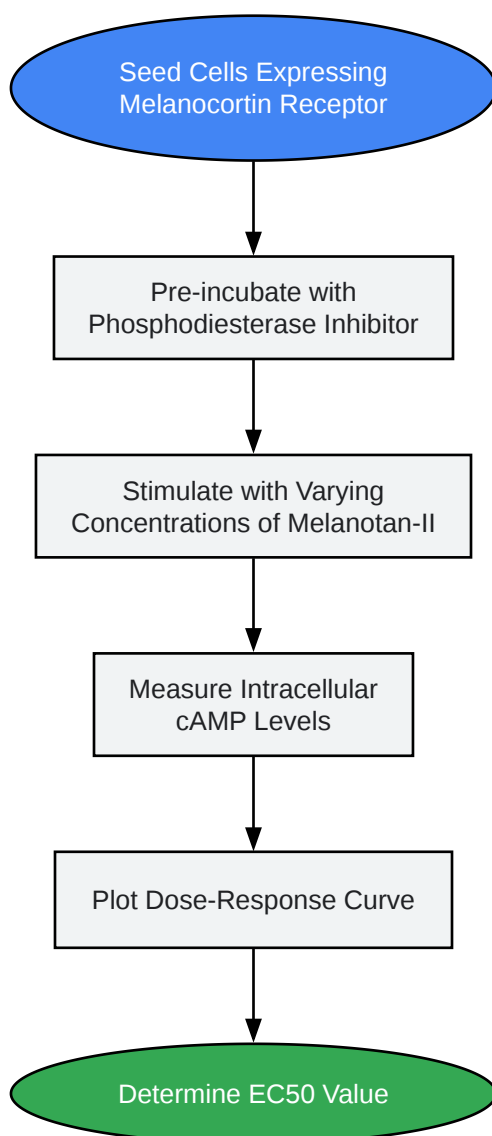 Seed Cells Expressing
Melanocortin Receptor
Pre-incubate with
Phosphodiesterase Inhibitor
Stimulate with Varying
Concentrations of Melanotan-II
Measure Intracellular
cAMP Levels
Plot Dose-Response Curve
Determine EC50 Value